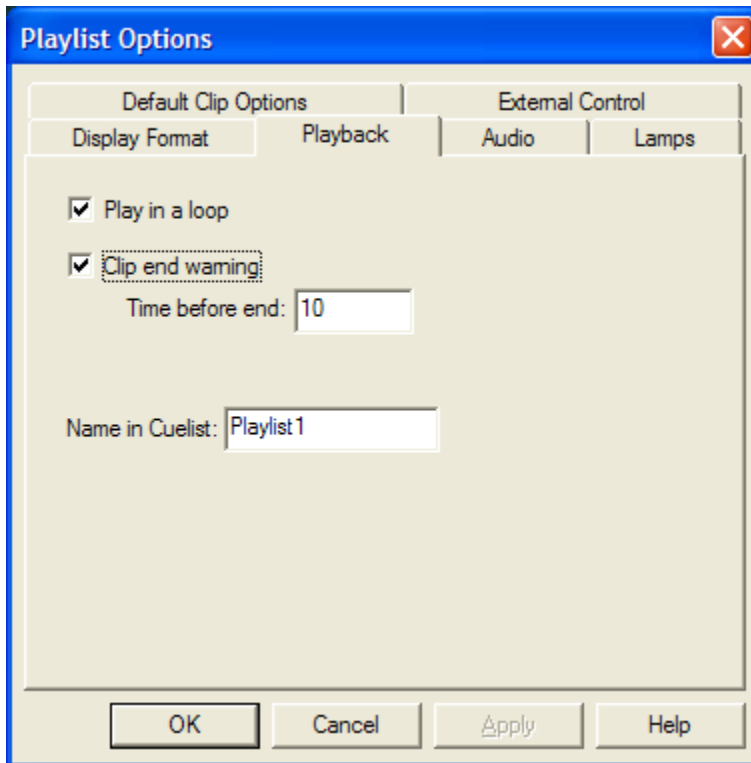 Playlist Options
Default Clip Options External Control
Display Format Playback Audio Lamps
Play in a loop
Clip end warning
Time before end: 10
Name in Cuelist: Playlist1
OK Cancel Apply Help